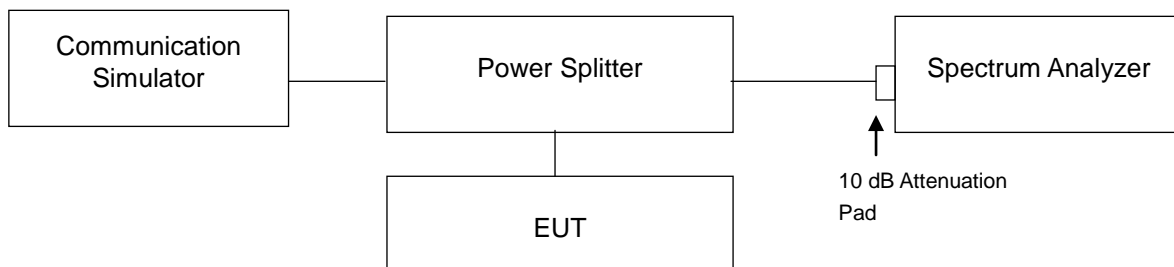 Communication
Simulator
Power Splitter
Spectrum Analyzer
10 dB Attenuation
Pad
EUT